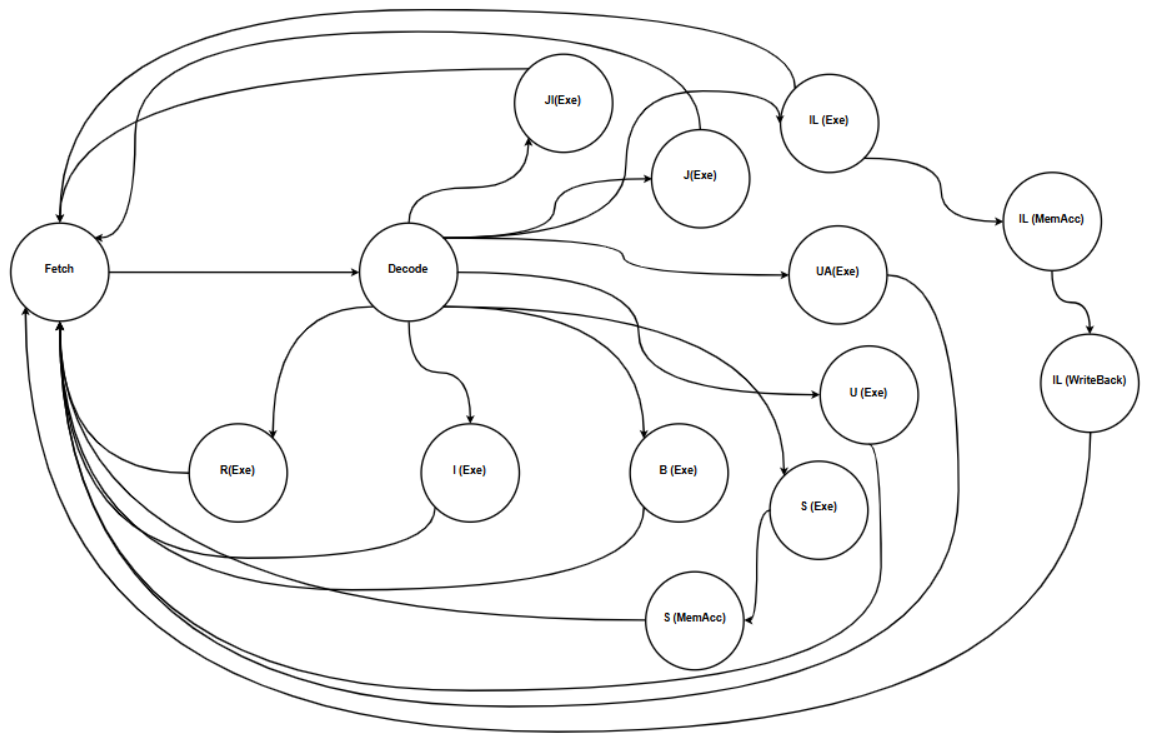 JI(Exe)
IL (Exe)
J(Exe)
IL (MemAcc)
Fetch
Decode
UA(Exe)
IL (WriteBack)
U (Exe)
R(Exe)
I (Exe)
B (Exe)
S (Exe)
S (MemAcc)